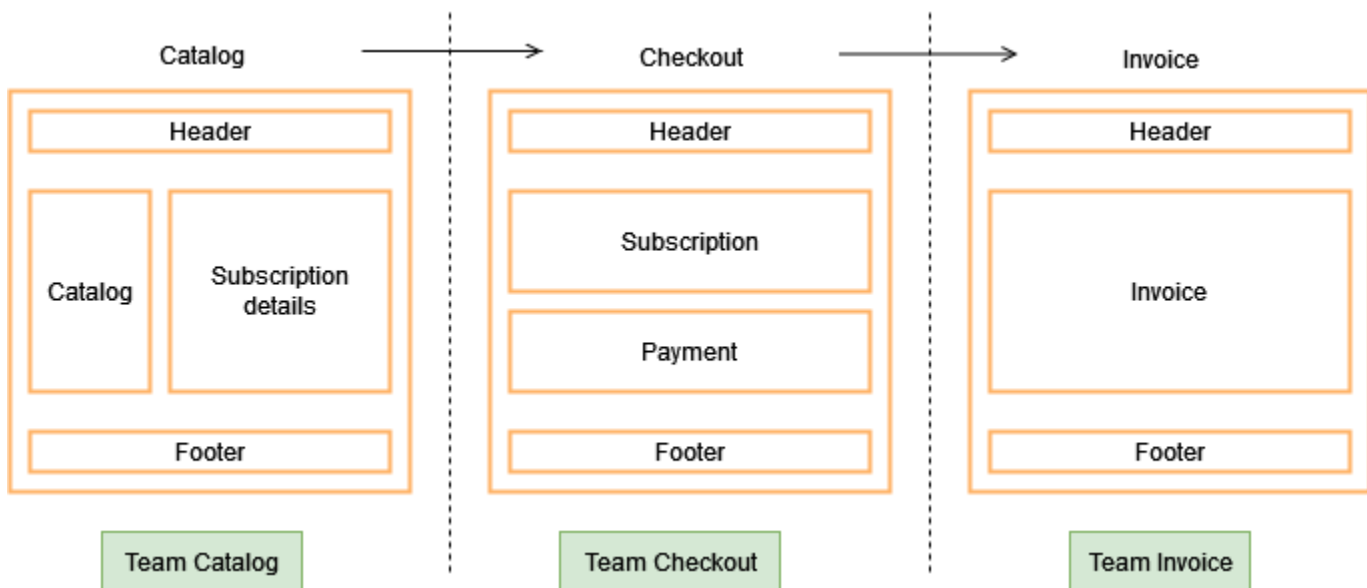 Catalog
Checkout
Invoice
Header
Header
Header
Catalog
Subscription
details
Subscription
Payment
Invoice
Footer
Footer
Footer
Team Catalog
Team Checkout
Team Invoice